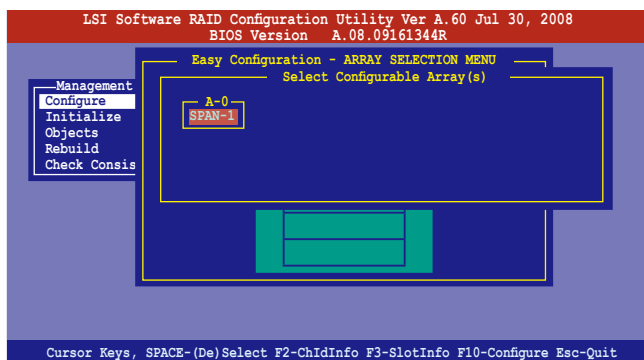 LSI Software RAID Configuration Utility Ver A.60 Jul 30, 2008
BIOS Version A.08.09161344R
Easy Configuration - ARRAY SELECTION MENU
Select Configurable Array(s)
Management
Configure
Initialize
Objects
Rebuild
Check Consis
A-0
SPAN-1
Cursor Keys, SPACE-(De)Select F2-ChIdInfo F3-SlotInfo F10-Configure Esc-Quit